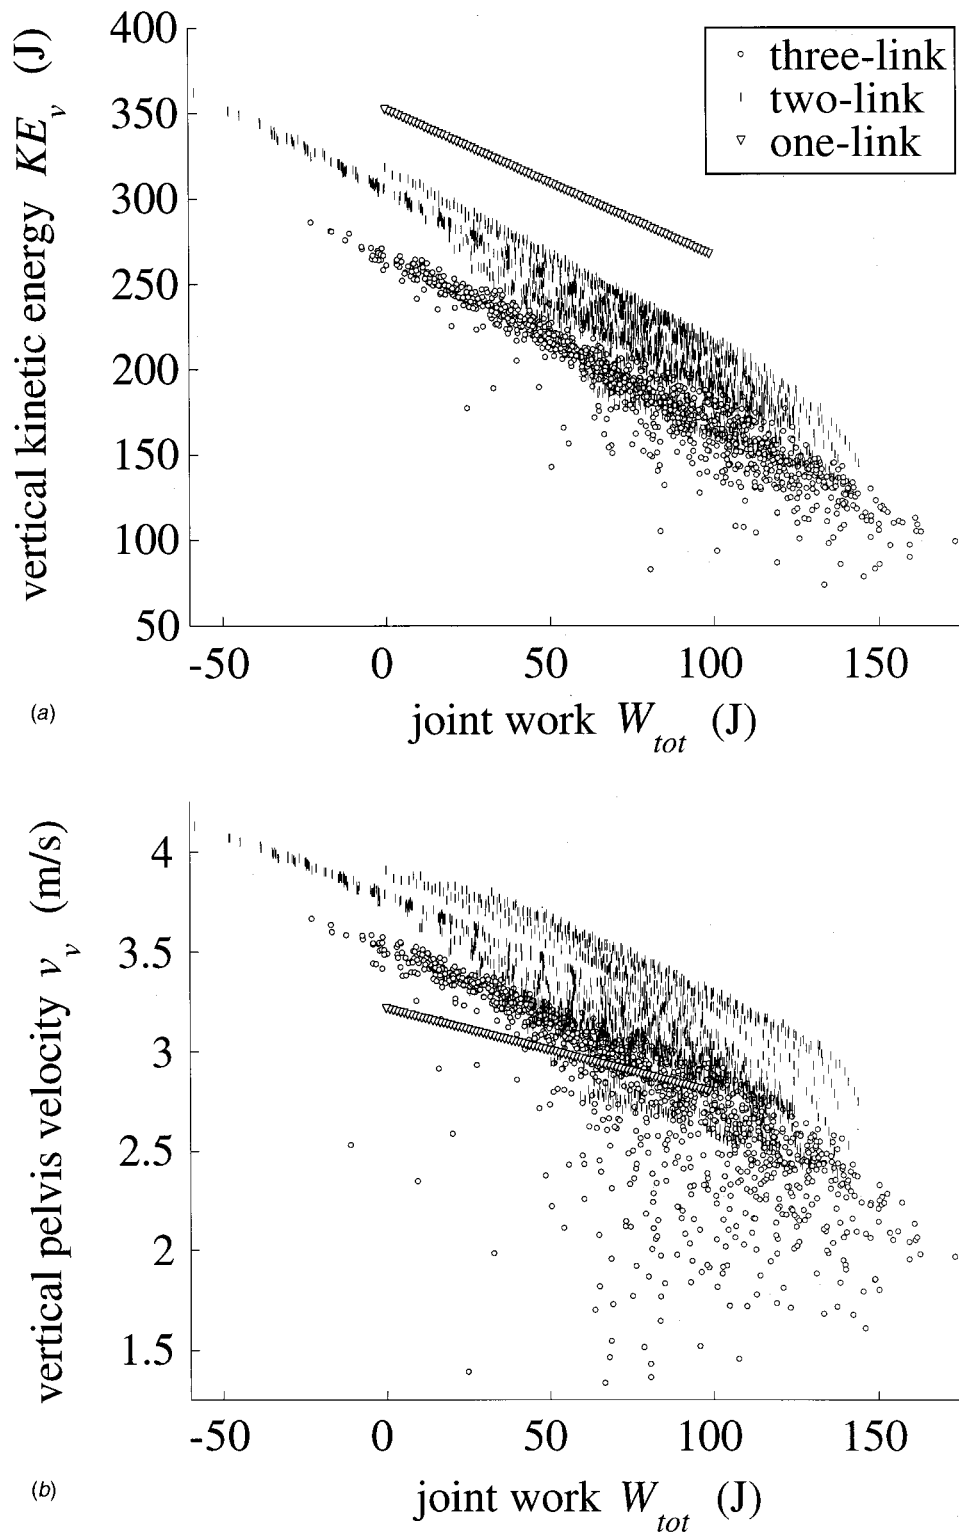 400
350
300
250
200
150
100
50
vertical kinetic energy KE_v (J)
three-link
two-link
one-link
-50 0 50 100 150
(a)
joint work W_tot (J)
4
3.5
3
2.5
2
1.5
vertical pelvis velocity v_v (m/s)
-50 0 50 100 150
(b)
joint work W_tot (J)